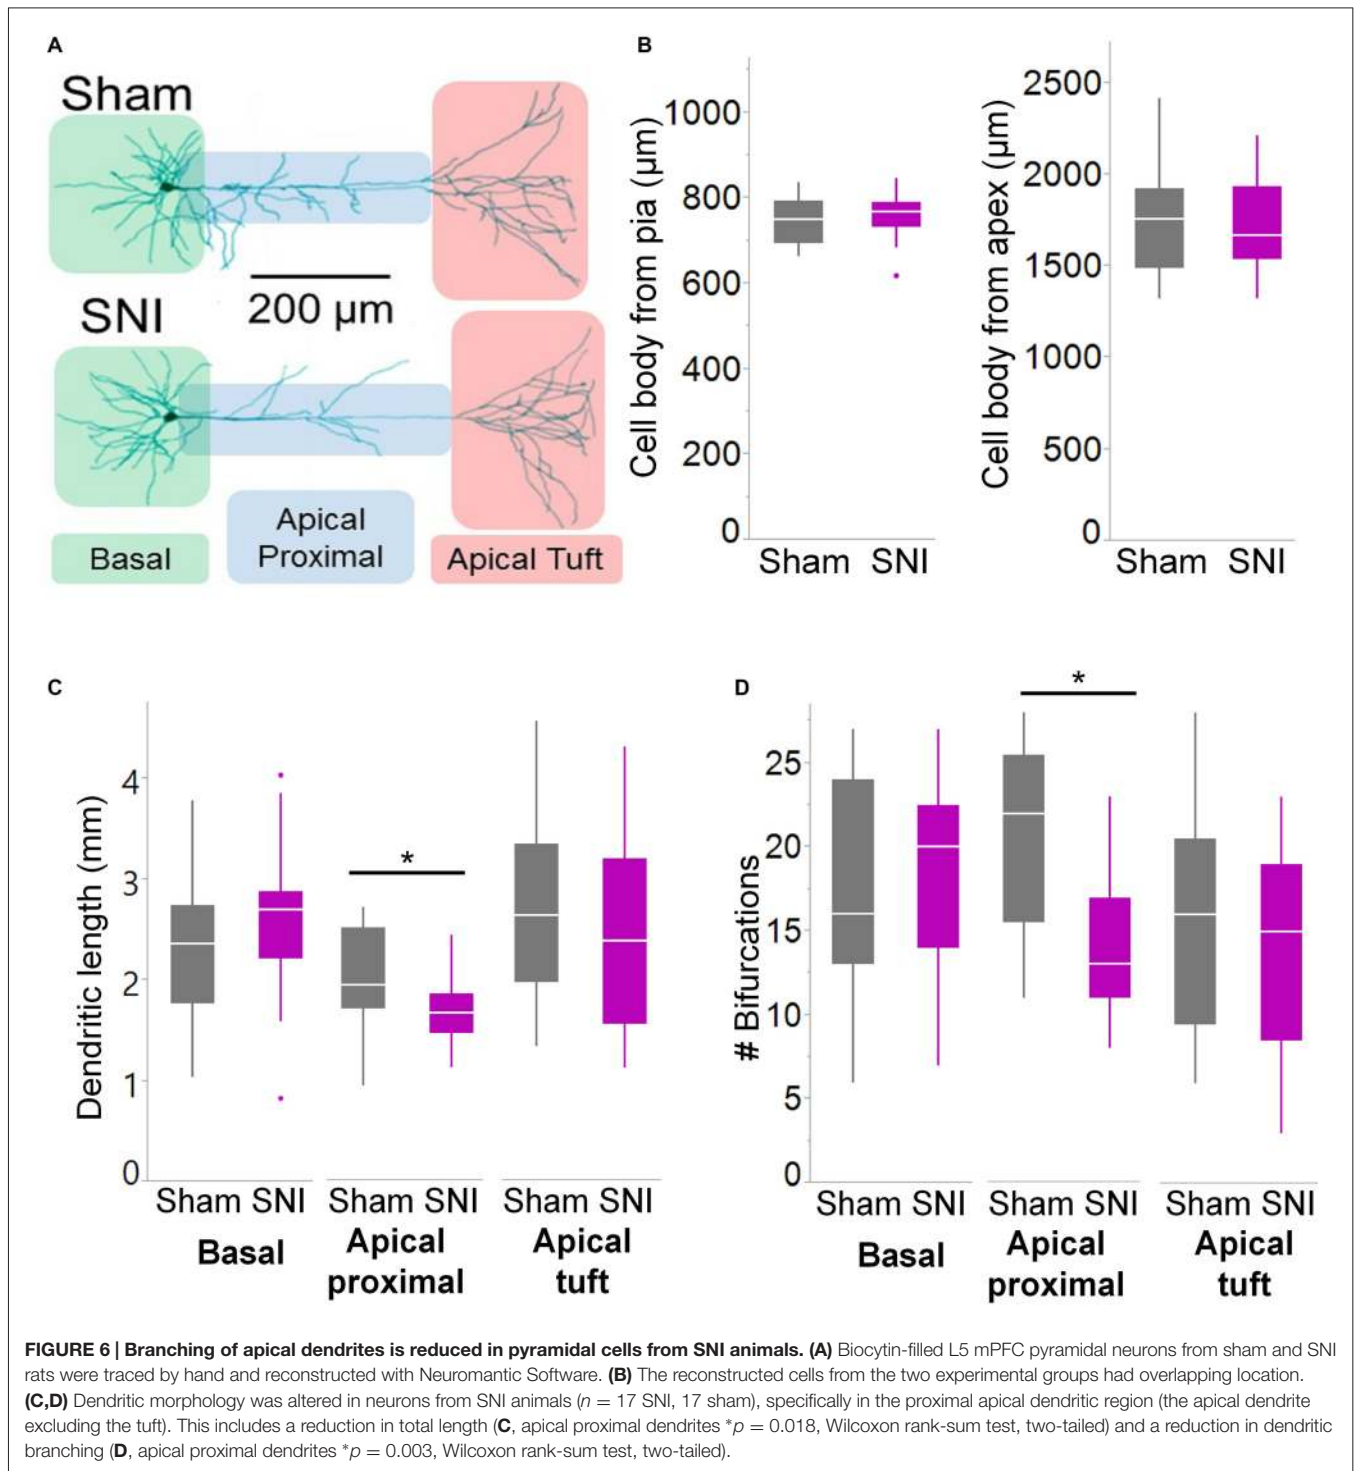 A
Sham
200 µm
SNI
Basal
Apical
Proximal
Apical Tuft
B
Cell body from pia (µm)
1000
800
600
400
200
0
Sham SNI
Cell body from apex (µm)
2500
2000
1500
1000
500
0
Sham SNI
C
Dendritic length (mm)
4
3
2
1
0
*
Sham SNI
Basal
Sham SNI
Apical
proximal
Sham SNI
Apical
tuft
D
# Bifurcations
25
20
15
10
5
0
*
Sham SNI
Basal
Sham SNI
Apical
proximal
Sham SNI
Apical
tuft
FIGURE 6 | Branching of apical dendrites is reduced in pyramidal cells from SNI animals. (A) Biocytin-filled L5 mPFC pyramidal neurons from sham and SNI
rats were traced by hand and reconstructed with Neuromantic Software. (B) The reconstructed cells from the two experimental groups had overlapping location.
(C,D) Dendritic morphology was altered in neurons from SNI animals (n = 17 SNI, 17 sham), specifically in the proximal apical dendritic region (the apical dendrite
excluding the tuft). This includes a reduction in total length (C, apical proximal dendrites *p = 0.018, Wilcoxon rank-sum test, two-tailed) and a reduction in dendritic
branching (D, apical proximal dendrites *p = 0.003, Wilcoxon rank-sum test, two-tailed).